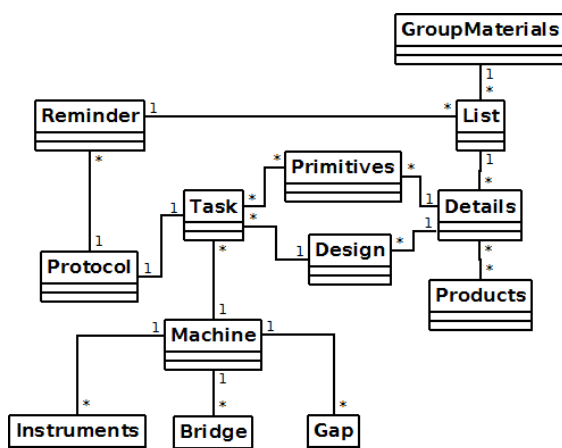 GroupMaterials
1
*
Reminder
1
*
List
*
1
*
Primitives
*
*
1
Task
*
*
1
Details
1
*
Design
1
*
*
*
1
Protocol
1
Products
1
Machine
1
1
1
*
*
*
Instruments
Bridge
Gap